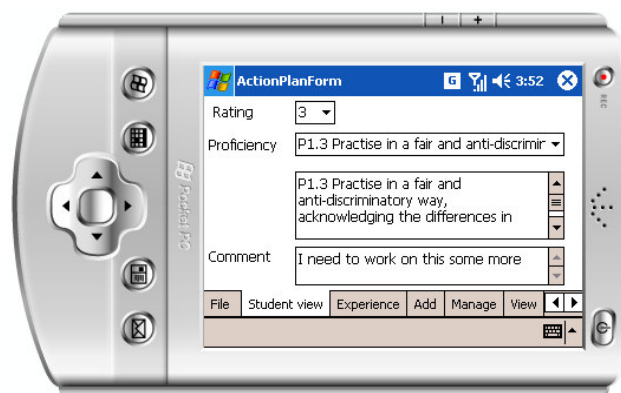 ActionPlanForm G 3:52
REC
Rating 3
Proficiency P1.3 Practise in a fair and anti-discrimir
Pocket PC
P1.3 Practise in a fair and
anti-discriminatory way,
acknowledging the differences in
Comment I need to work on this some more
File Student view Experience Add Manage View